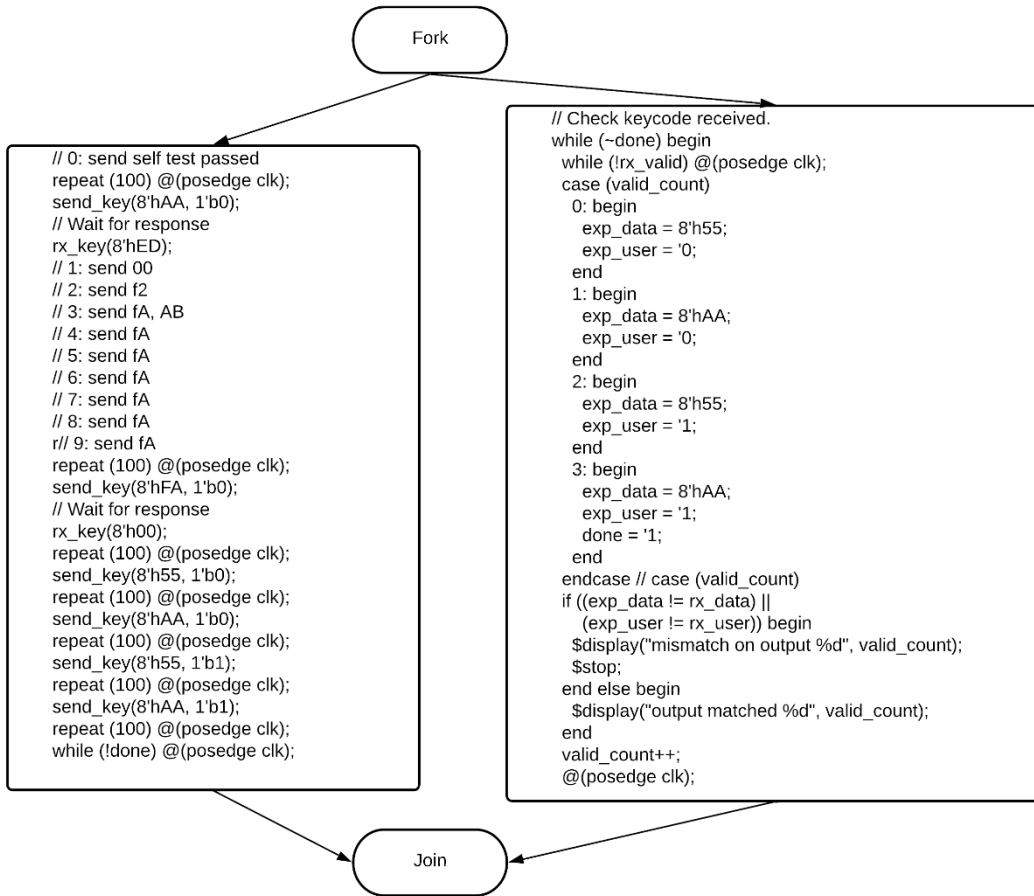 Fork
// 0: send self test passed
repeat (100) @(posedge clk);
send_key(8'hAA, 1'b0);
// Wait for response
rx_key(8'hED);
// 1: send 00
// 2: send f2
// 3: send fA, AB
// 4: send fA
// 5: send fA
// 6: send fA
// 7: send fA
// 8: send fA
r// 9: send fA
repeat (100) @(posedge clk);
send_key(8'hFA, 1'b0);
// Wait for response
rx_key(8'h00);
repeat (100) @(posedge clk);
send_key(8'h55, 1'b0);
repeat (100) @(posedge clk);
send_key(8'hAA, 1'b0);
repeat (100) @(posedge clk);
send_key(8'h55, 1'b1);
repeat (100) @(posedge clk);
send_key(8'hAA, 1'b1);
repeat (100) @(posedge clk);
while (!done) @(posedge clk);
// Check keycode received.
while (~done) begin
while (!rx_valid) @(posedge clk);
case (valid_count)
0: begin
exp_data = 8'h55;
exp_user = '0;
end
1: begin
exp_data = 8'hAA;
exp_user = '0;
end
2: begin
exp_data = 8'h55;
exp_user = '1;
end
3: begin
exp_data = 8'hAA;
exp_user = '1;
done = '1;
end
endcase // case (valid_count)
if ((exp_data != rx_data) ||
(exp_user != rx_user)) begin
$display("mismatch on output %d", valid_count);
$stop;
end else begin
$display("output matched %d", valid_count);
end
valid_count++;
@(posedge clk);
Join